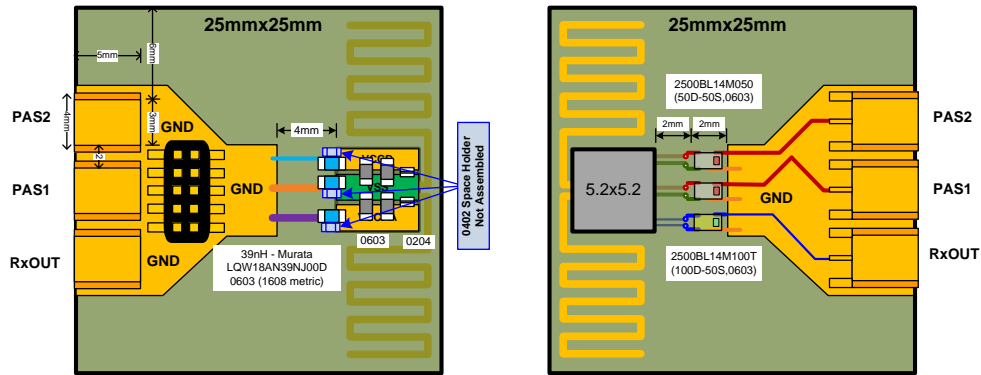 25mmx25mm
5mm
6mm
PAS2
4mm
3mm
GND
2
4mm
PAS1
GND
VSS
RxOUT
GND
39nH - Murata
LQW18AN39NJ00D
0603 (1608 metric)
0603
0204
0402 Space Holder
Not Assembled
25mmx25mm
2500BL14M050
(50D-50S,0603)
2mm
2mm
PAS2
5.2x5.2
GND
PAS1
2500BL14M100T
(100D-50S,0603)
RxOUT